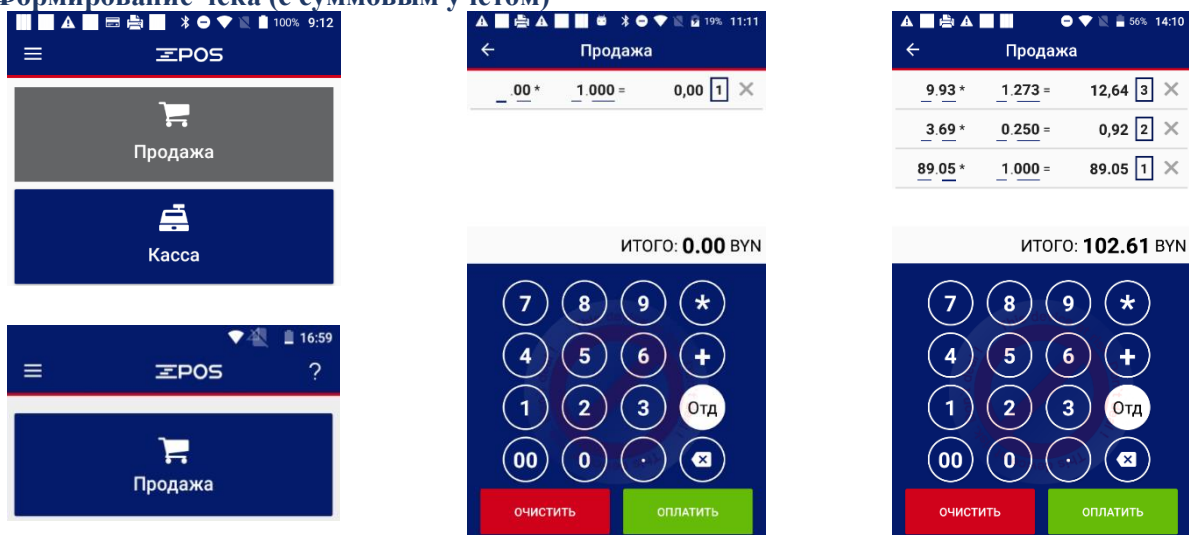 Формирование чека (с суммовым учетом)
100% 9:12
ΞPOS
Продажа
Касса
16:59
ΞPOS ?
Продажа
19% 11:11
Продажа
_.00 * 1.000 = 0,00 1
ИТОГО: 0.00 BYN
7 8 9 *
4 5 6 +
1 2 3 Отд
00 0 ·
ОЧИСТИТЬ ОПЛАТИТЬ
56% 14:10
Продажа
9.93 * 1.273 = 12,64 3
3.69 * 0.250 = 0,92 2
89.05 * 1.000 = 89.05 1
ИТОГО: 102.61 BYN
7 8 9 *
4 5 6 +
1 2 3 Отд
00 0 ·
ОЧИСТИТЬ ОПЛАТИТЬ